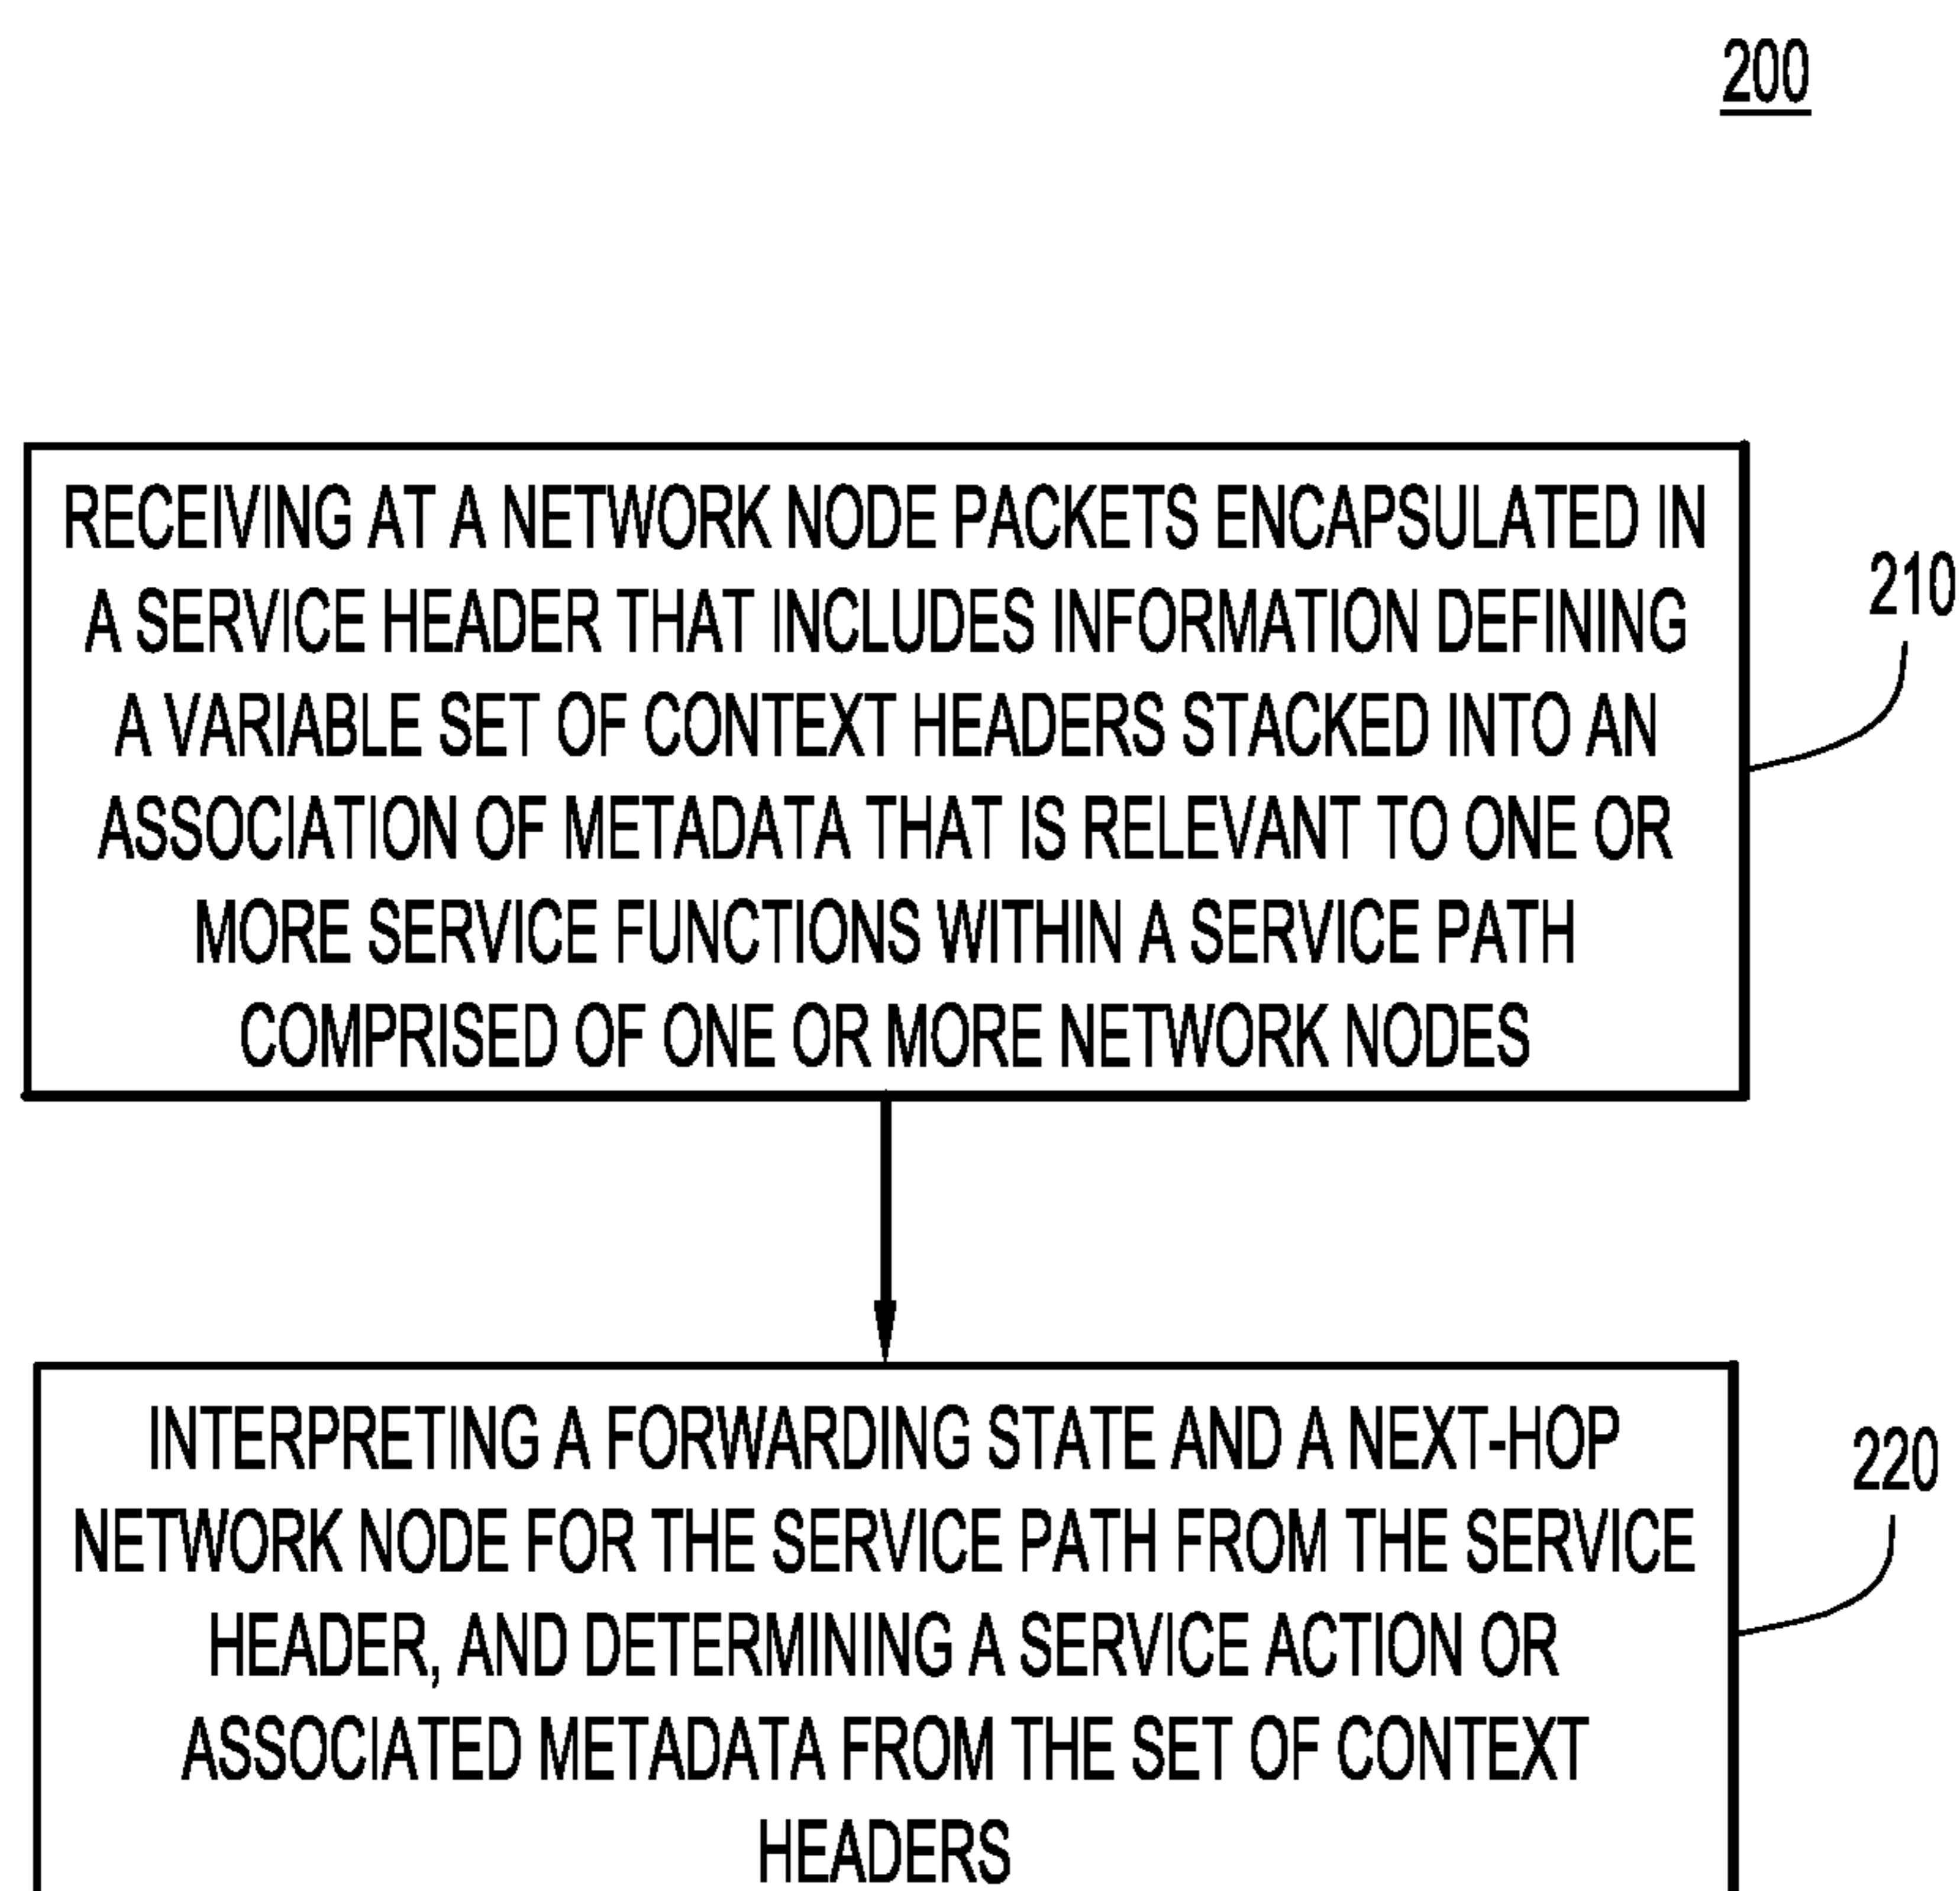 200
RECEIVING AT A NETWORK NODE PACKETS ENCAPSULATED IN
A SERVICE HEADER THAT INCLUDES INFORMATION DEFINING
A VARIABLE SET OF CONTEXT HEADERS STACKED INTO AN
ASSOCIATION OF METADATA THAT IS RELEVANT TO ONE OR
MORE SERVICE FUNCTIONS WITHIN A SERVICE PATH
COMPRISED OF ONE OR MORE NETWORK NODES
210
INTERPRETING A FORWARDING STATE AND A NEXT-HOP
NETWORK NODE FOR THE SERVICE PATH FROM THE SERVICE
HEADER, AND DETERMINING A SERVICE ACTION OR
ASSOCIATED METADATA FROM THE SET OF CONTEXT
HEADERS
220